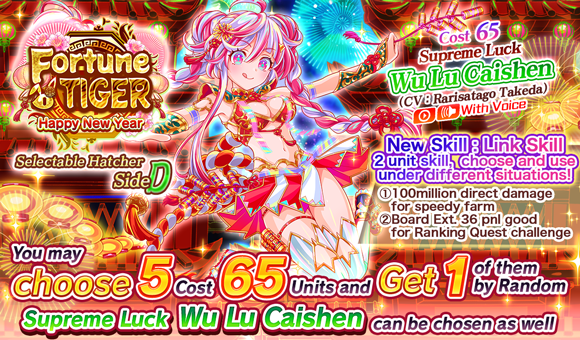 Fortune
TIGER
Happy New Year
Selectable Hatcher
Side D
Cost 65
Supreme Luck
Wu Lu Caishen
(CV : Rarisatago Takeda)
With Voice
New Skill : Link Skill
2 unit skill, choose and use
under different situations!
①100million direct damage
for speedy farm
②Board Ext. 36 pnl good
for Ranking Quest challenge
You may
choose 5 Cost 65 Units and Get 1 of them
by Random
Supreme Luck Wu Lu Caishen can be chosen as well